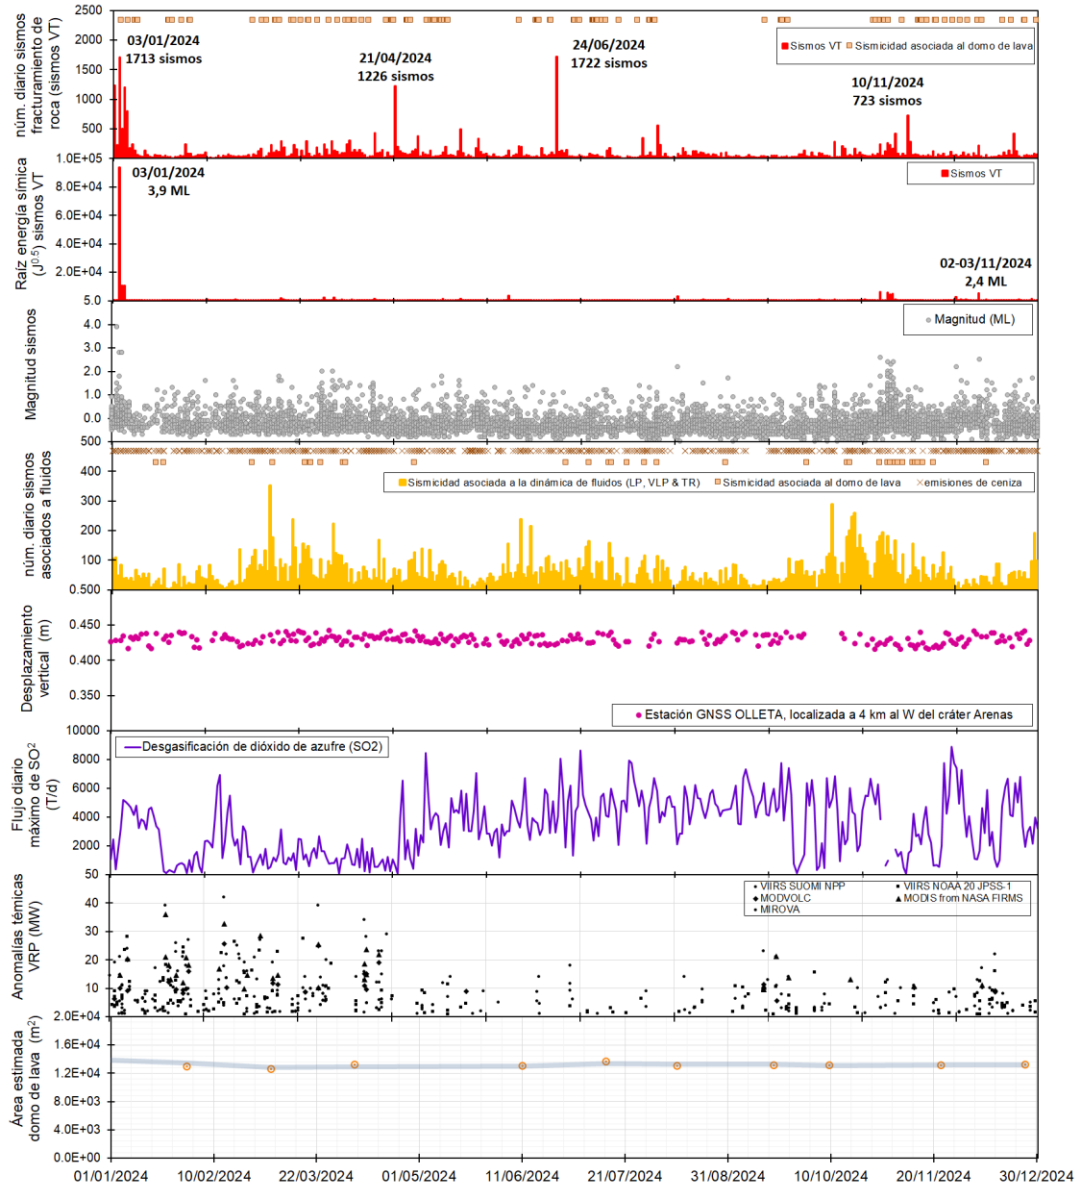 núm. diario sismos
fracturamiento de
roca (sismos VT)
2500
2000
1500
1000
500
1.0E+05
03/01/2024
1713 sismos
21/04/2024
1226 sismos
24/06/2024
1722 sismos
10/11/2024
723 sismos
Sismos VT
Sismicidad asociada al domo de lava
Raíz energía símica
(J0.5) sismos VT
8.0E+04
6.0E+04
4.0E+04
2.0E+04
5.0
03/01/2024
3,9 ML
Sismos VT
02-03/11/2024
2,4 ML
Magnitud sismos
4.0
3.0
2.0
1.0
0.0
500
Magnitud (ML)
núm. diario sismos
asociados a fluidos
400
300
200
100
0.500
Sismicidad asociada a la dinámica de fluidos (LP, VLP & TR)
Sismicidad asociada al domo de lava
emisiones de ceniza
Desplazamiento
vertical (m)
0.450
0.400
0.350
10000
Estación GNSS OLLETA, localizada a 4 km al W del cráter Arenas
Flujo diario
máximo de SO2
(T/d)
8000
6000
4000
2000
50
Desgasificación de dióxido de azufre (SO2)
Anomalías témicas
VRP (MW)
40
30
20
10
2.0E+04
VIIRS SUOMI NPP
VIIRS NOAA 20 JPSS-1
MODVOLC
MODIS from NASA FIRMS
MIROVA
Área estimada
domo de lava (m2)
1.6E+04
1.2E+04
8.0E+03
4.0E+03
0.0E+00
01/01/2024
10/02/2024
22/03/2024
01/05/2024
11/06/2024
21/07/2024
31/08/2024
10/10/2024
20/11/2024
30/12/2024